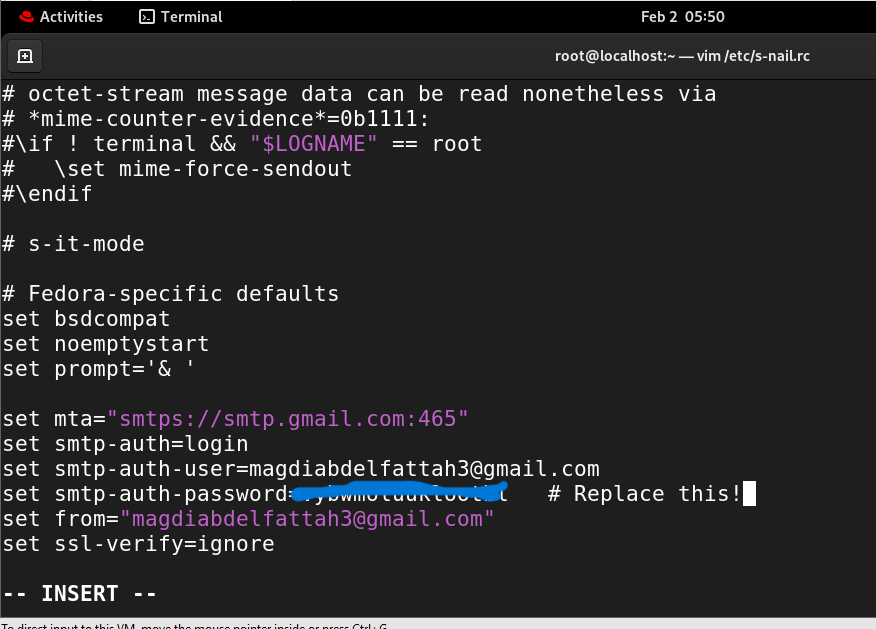 Activities Terminal Feb 2 05:50
root@localhost:~ — vim /etc/s-nail.rc
# octet-stream message data can be read nonetheless via
# *mime-counter-evidence*=0b1111:
#\if ! terminal && "$LOGNAME" == root
#   \set mime-force-sendout
#\endif
# s-it-mode
# Fedora-specific defaults
set bsdcompat
set noemptystart
set prompt='& '
set mta="smtps://smtp.gmail.com:465"
set smtp-auth=login
set smtp-auth-user=magdiabdelfattah3@gmail.com
set smtp-auth-password= # Replace this!
set from="magdiabdelfattah3@gmail.com"
set ssl-verify=ignore
-- INSERT --
To direct input to this VM, move the mouse pointer inside or press Ctrl+G.